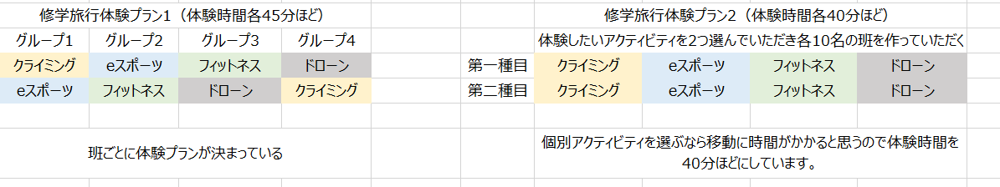 修学旅行体験プラン1（体験時間各45分ほど） 修学旅行体験プラン2（体験時間各40分ほど）
グループ1 グループ2 グループ3 グループ4 体験したいアクティビティを2つ選んでいただき各10名の班を作っていただく
クライミング eスポーツ フィットネス ドローン 第一種目 クライミング eスポーツ フィットネス ドローン
eスポーツ フィットネス ドローン クライミング 第二種目 クライミング eスポーツ フィットネス ドローン
班ごとに体験プランが決まっている
個別アクティビティを選ぶなら移動に時間がかかると思うので体験時間を
40分ほどにしています。